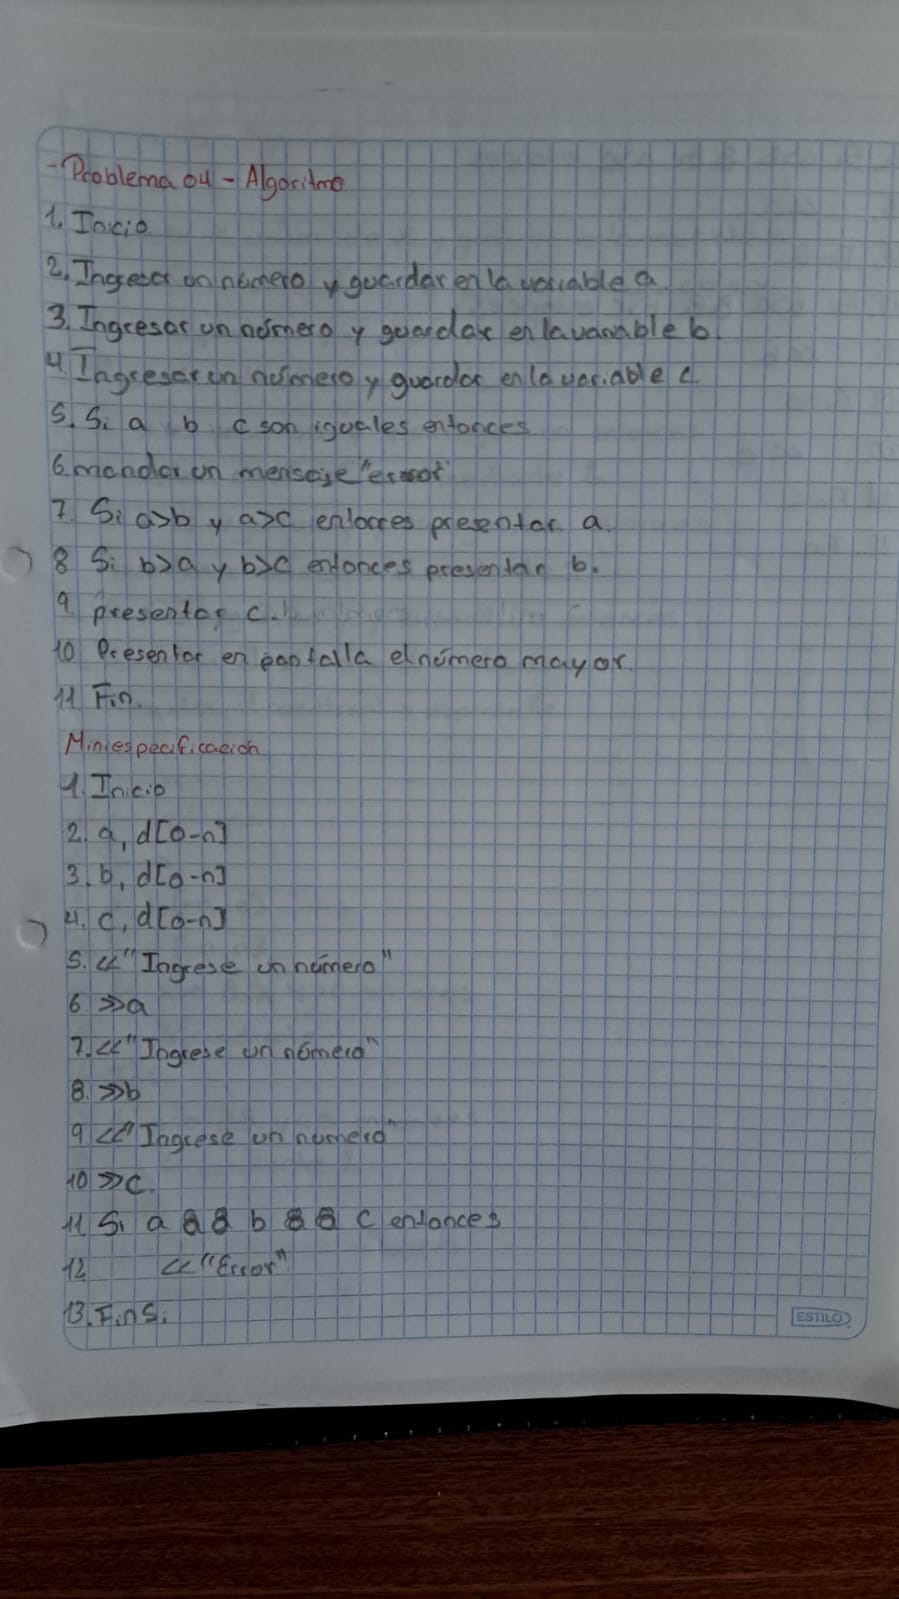 - Problema 04 - Algoritmo
1. Inicio
2. Ingresar un número y guardar en la variable a
3. Ingresar un número y guardar en la variable b.
4. Ingresar un número y guardar en la variable c
5. Si a b c son iguales entonces
6. mandar un mensaje "error"
7. Si a>b y a>c entonces presentar a.
8 Si b>a y b>c entonces presentar b.
9 presentar c.
10 Presentar en pantalla el número mayor.
11 Fin.
Miniespecificación
1. Inicio
2. a, d[0-n]
3. b, d[0-n]
4. c, d[0-n]
5. << "Ingrese un número"
6 >>a
7. << "Ingrese un número"
8. >>b
9 << "Ingrese un número"
10 >>c.
11 Si a && b && c entonces
12 << "Error"
13. FinSi
ESTILO